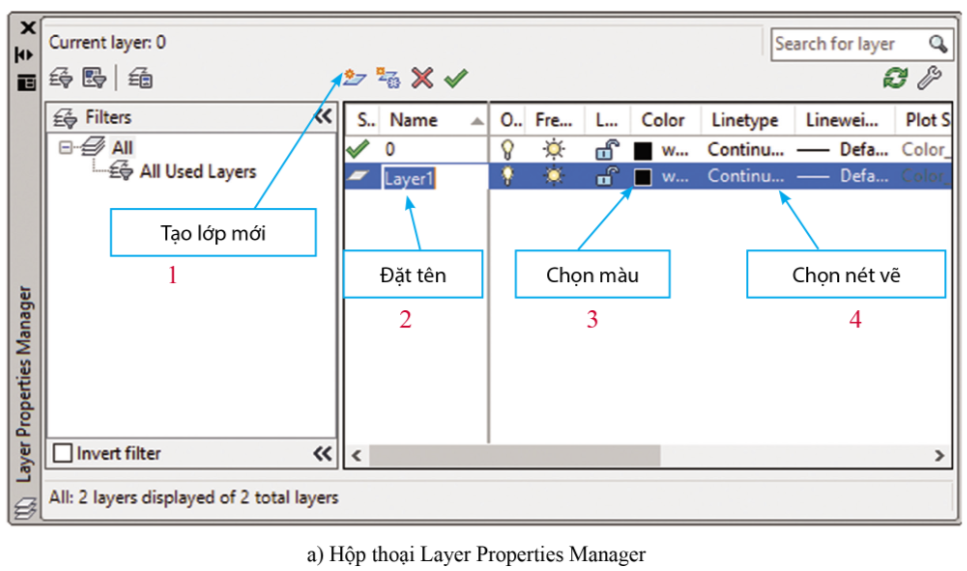 Current layer: 0
Search for layer
Filters
All
All Used Layers
S.. Name O.. Fre... L... Color Linetype Linewei... Plot S
0 w... Continu... Defa... Color_
Layer1 w... Continu... Defa... Color_
Tạo lớp mới
1
Đặt tên
2
Chọn màu
3
Chọn nét vẽ
4
Invert filter
All: 2 layers displayed of 2 total layers
Layer Properties Manager
a) Hộp thoại Layer Properties Manager